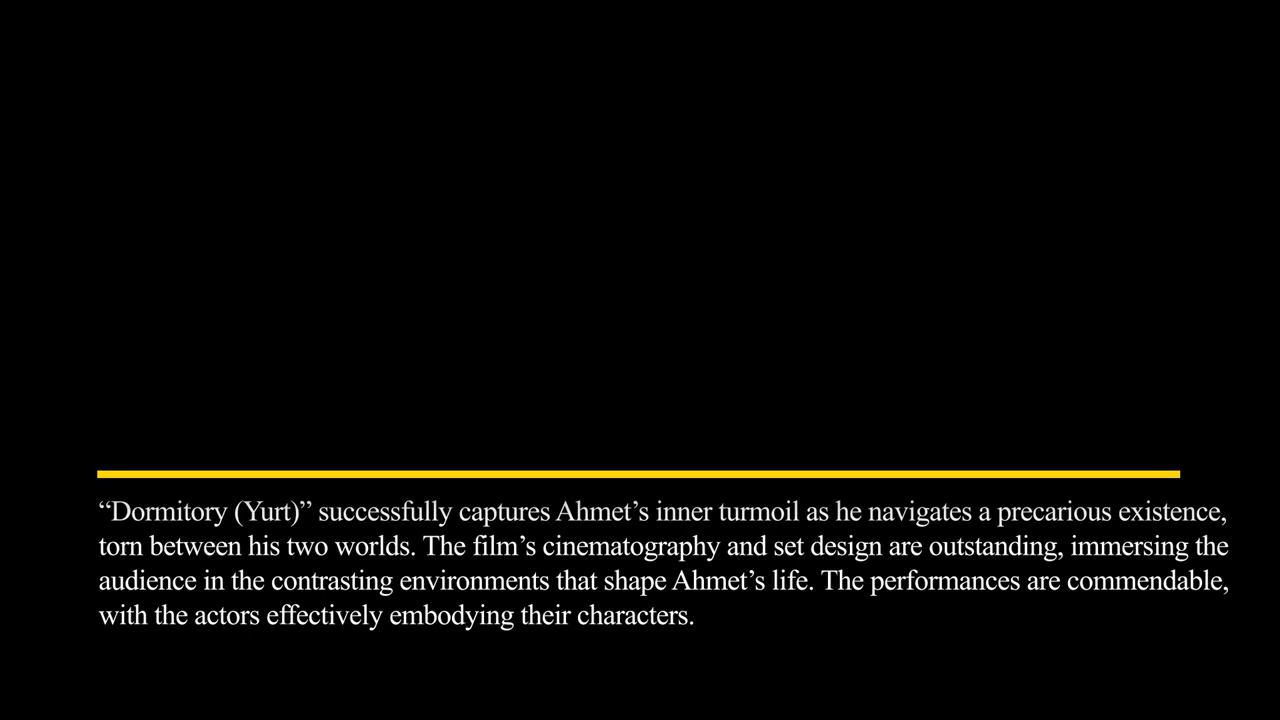 “Dormitory (Yurt)” successfully captures Ahmet’s inner turmoil as he navigates a precarious existence,
torn between his two worlds. The film’s cinematography and set design are outstanding, immersing the
audience in the contrasting environments that shape Ahmet’s life. The performances are commendable,
with the actors effectively embodying their characters.